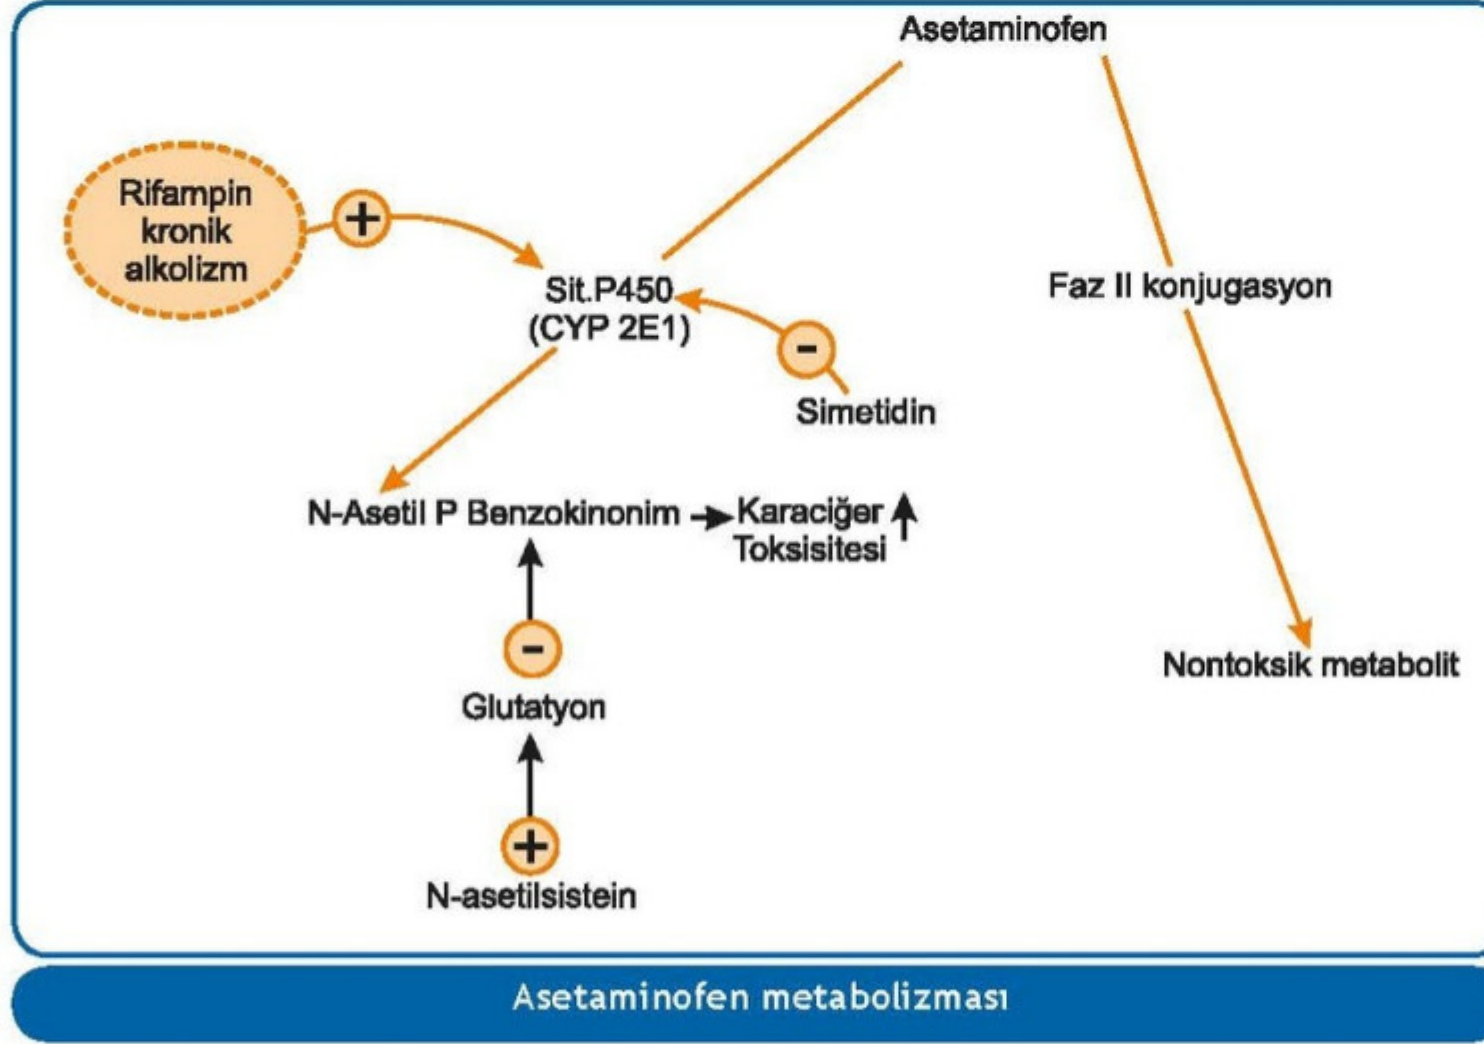 Asetaminofen
Rifampin
kronik
alkolizm
+
Sit.P450
(CYP 2E1)
Faz II konjugasyon
-
Simetidin
N-Asetil P Benzokinonim
Karaciğer
Toksisitesi
-
Glutatyon
Nontoksik metabolit
+
N-asetilsistein
Asetaminofen metabolizması